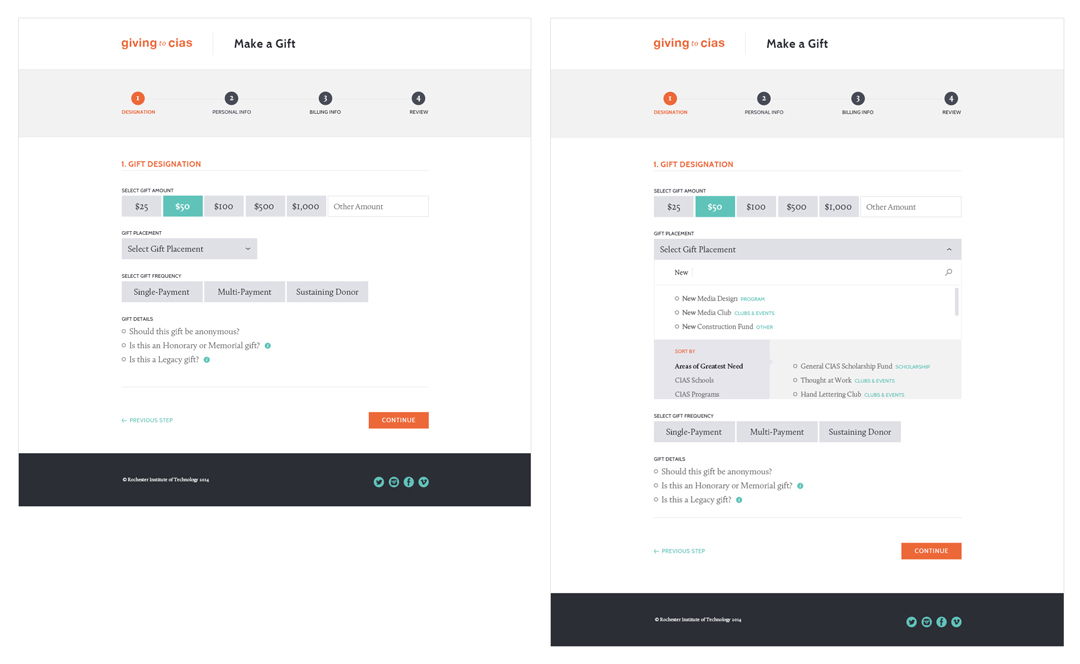 giving to cias
Make a Gift
1
2
3
4
DESIGNATION
PERSONAL INFO
BILLING INFO
REVIEW
1. GIFT DESIGNATION
SELECT GIFT AMOUNT
$25
$50
$100
$500
$1,000
Other Amount
GIFT PLACEMENT
Select Gift Placement
SELECT GIFT FREQUENCY
Single-Payment
Multi-Payment
Sustaining Donor
GIFT DETAILS
Should this gift be anonymous?
Is this an Honorary or Memorial gift? i
Is this a Legacy gift? i
← PREVIOUS STEP
CONTINUE
© Rochester Institute of Technology 2014
giving to cias
Make a Gift
1
2
3
4
DESIGNATION
PERSONAL INFO
BILLING INFO
REVIEW
1. GIFT DESIGNATION
SELECT GIFT AMOUNT
$25
$50
$100
$500
$1,000
Other Amount
GIFT PLACEMENT
Select Gift Placement
New
New Media Design PROGRAM
New Media Club CLUBS & EVENTS
New Construction Fund OTHER
SORT BY
Areas of Greatest Need
CIAS Schools
CIAS Programs
General CIAS Scholarship Fund SCHOLARSHIP
Thought at Work CLUBS & EVENTS
Hand Lettering Club CLUBS & EVENTS
SELECT GIFT FREQUENCY
Single-Payment
Multi-Payment
Sustaining Donor
GIFT DETAILS
Should this gift be anonymous?
Is this an Honorary or Memorial gift? i
Is this a Legacy gift? i
← PREVIOUS STEP
CONTINUE
© Rochester Institute of Technology 2014